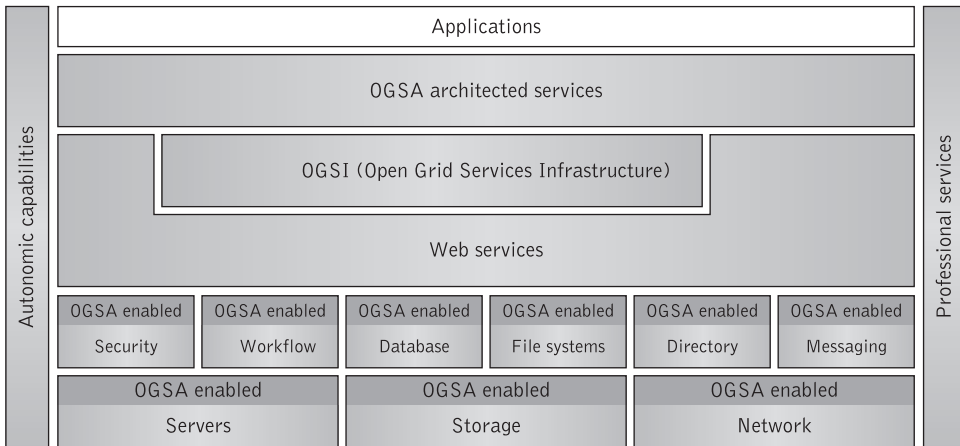 Applications
OGSA architected services
OGSI (Open Grid Services Infrastructure)
Web services
Autonomic capabilities
Professional services
OGSA enabled
Security
OGSA enabled
Workflow
OGSA enabled
Database
OGSA enabled
File systems
OGSA enabled
Directory
OGSA enabled
Messaging
OGSA enabled
Servers
OGSA enabled
Storage
OGSA enabled
Network